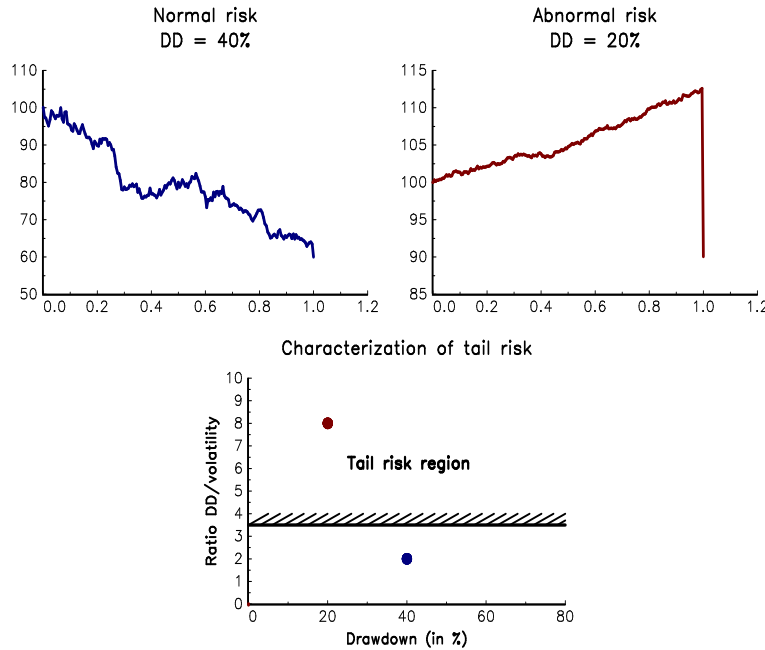 Normal risk
DD = 40%
110
100
90
80
70
60
50
0.0 0.2 0.4 0.6 0.8 1.0 1.2
Abnormal risk
DD = 20%
115
110
105
100
95
90
85
0.0 0.2 0.4 0.6 0.8 1.0 1.2
Characterization of tail risk
Ratio DD/volatility
10
9
8
7
6
5
4
3
2
1
0
Tail risk region
0 20 40 60 80
Drawdown (in %)